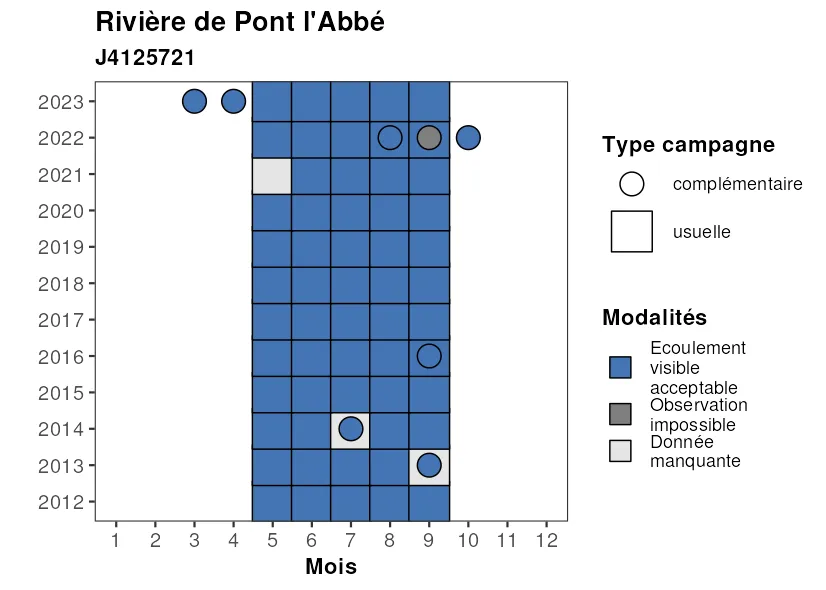 Rivière de Pont l'Abbé
J4125721
2023
2022
2021
2020
2019
2018
2017
2016
2015
2014
2013
2012
1 2 3 4 5 6 7 8 9 10 11 12
Mois
Type campagne
complémentaire
usuelle
Modalités
Ecoulement
visible
acceptable
Observation
impossible
Donnée
manquante